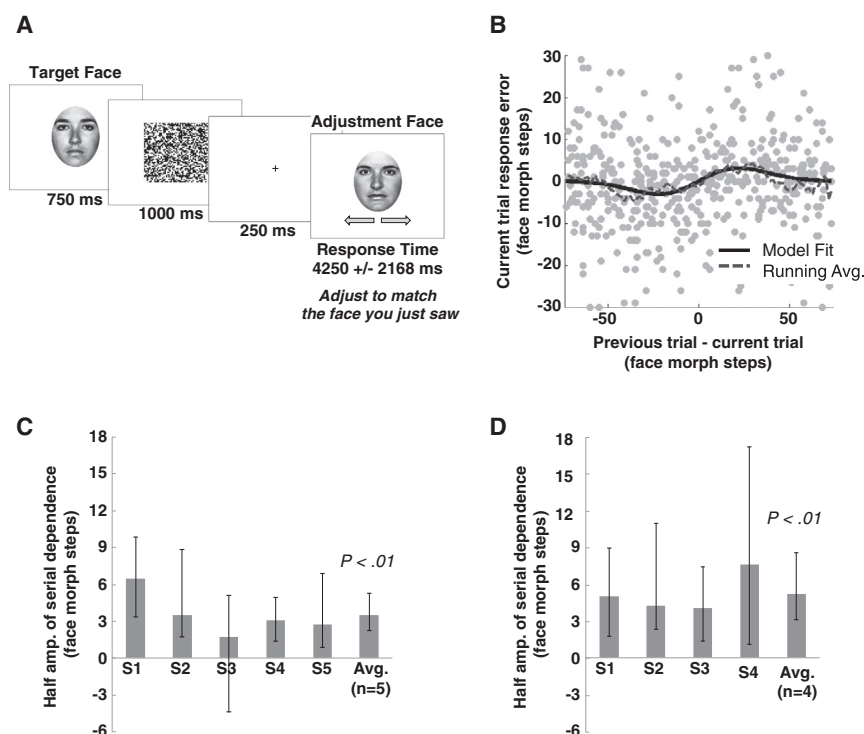 A
Target Face
750 ms
1000 ms
+
250 ms
Adjustment Face
Response Time
4250 +/- 2168 ms
Adjust to match
the face you just saw
B
Current trial response error
(face morph steps)
30
20
10
0
-10
-20
-30
-50
0
50
Model Fit
Running Avg.
Previous trial - current trial
(face morph steps)
C
Half amp. of serial dependence
(face morph steps)
18
15
12
9
6
3
0
-3
-6
P < .01
S1
S2
S3
S4
S5
Avg.
(n=5)
D
Half amp. of serial dependence
(face morph steps)
18
15
12
9
6
3
0
-3
-6
P < .01
S1
S2
S3
S4
Avg.
(n=4)